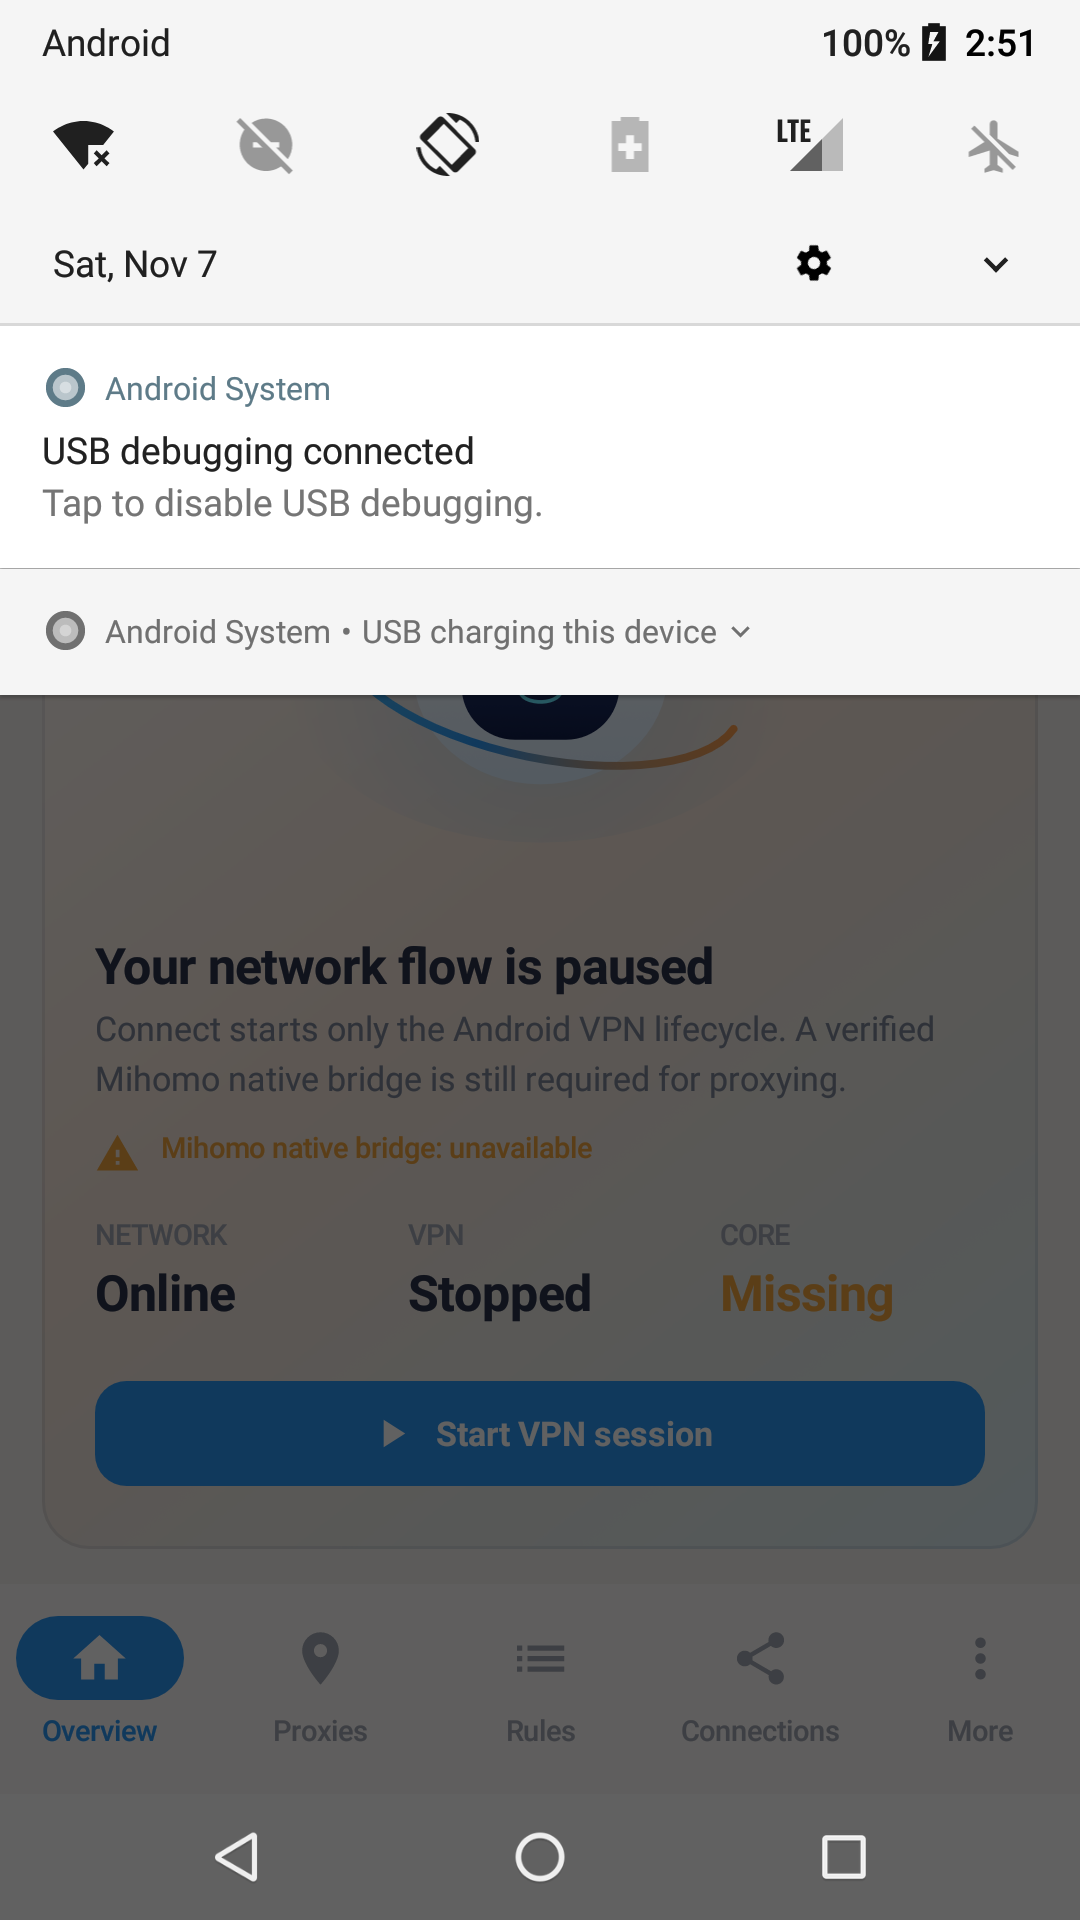 Android
100% 2:51
LTE
Sat, Nov 7
Android System
USB debugging connected
Tap to disable USB debugging.
Android System • USB charging this device
Your network flow is paused
Connect starts only the Android VPN lifecycle. A verified
Mihomo native bridge is still required for proxying.
Mihomo native bridge: unavailable
NETWORK VPN CORE
Online Stopped Missing
Start VPN session
Overview Proxies Rules Connections More